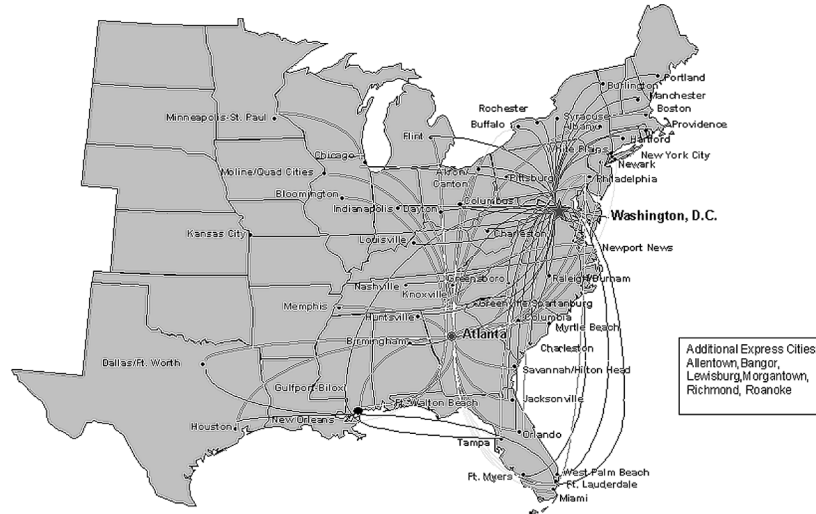 Portland
Burlington
Manchester
Rochester
Boston
Minneapolis-St. Paul
Syracuse
Buffalo
Albany
Providence
Flint
Hartford
White Plains
Chicago
New York City
Moline/Quad Cities
Akron/
Canton
Newark
Pittsburg
Philadelphia
Bloomington
Columbus
Indianapolis
Dayton
Washington, D.C.
Kansas City
Charleston
Louisville
Newport News
Greensboro
Raleigh/Durham
Nashville
Knoxville
Memphis
Greenville/Spartanburg
Huntsville
Columbia
Myrtle Beach
Atlanta
Birmingham
Charleston
Additional Express Cities
Allentown,Bangor,
Lewisburg,Morgantown,
Richmond, Roanoke
Dallas/Ft. Worth
Savannah/Hilton Head
Gulfport-Biloxi
Ft. Walton Beach
Jacksonville
New Orleans
Houston
Orlando
Tampa
West Palm Beach
Ft. Myers
Ft. Lauderdale
Miami